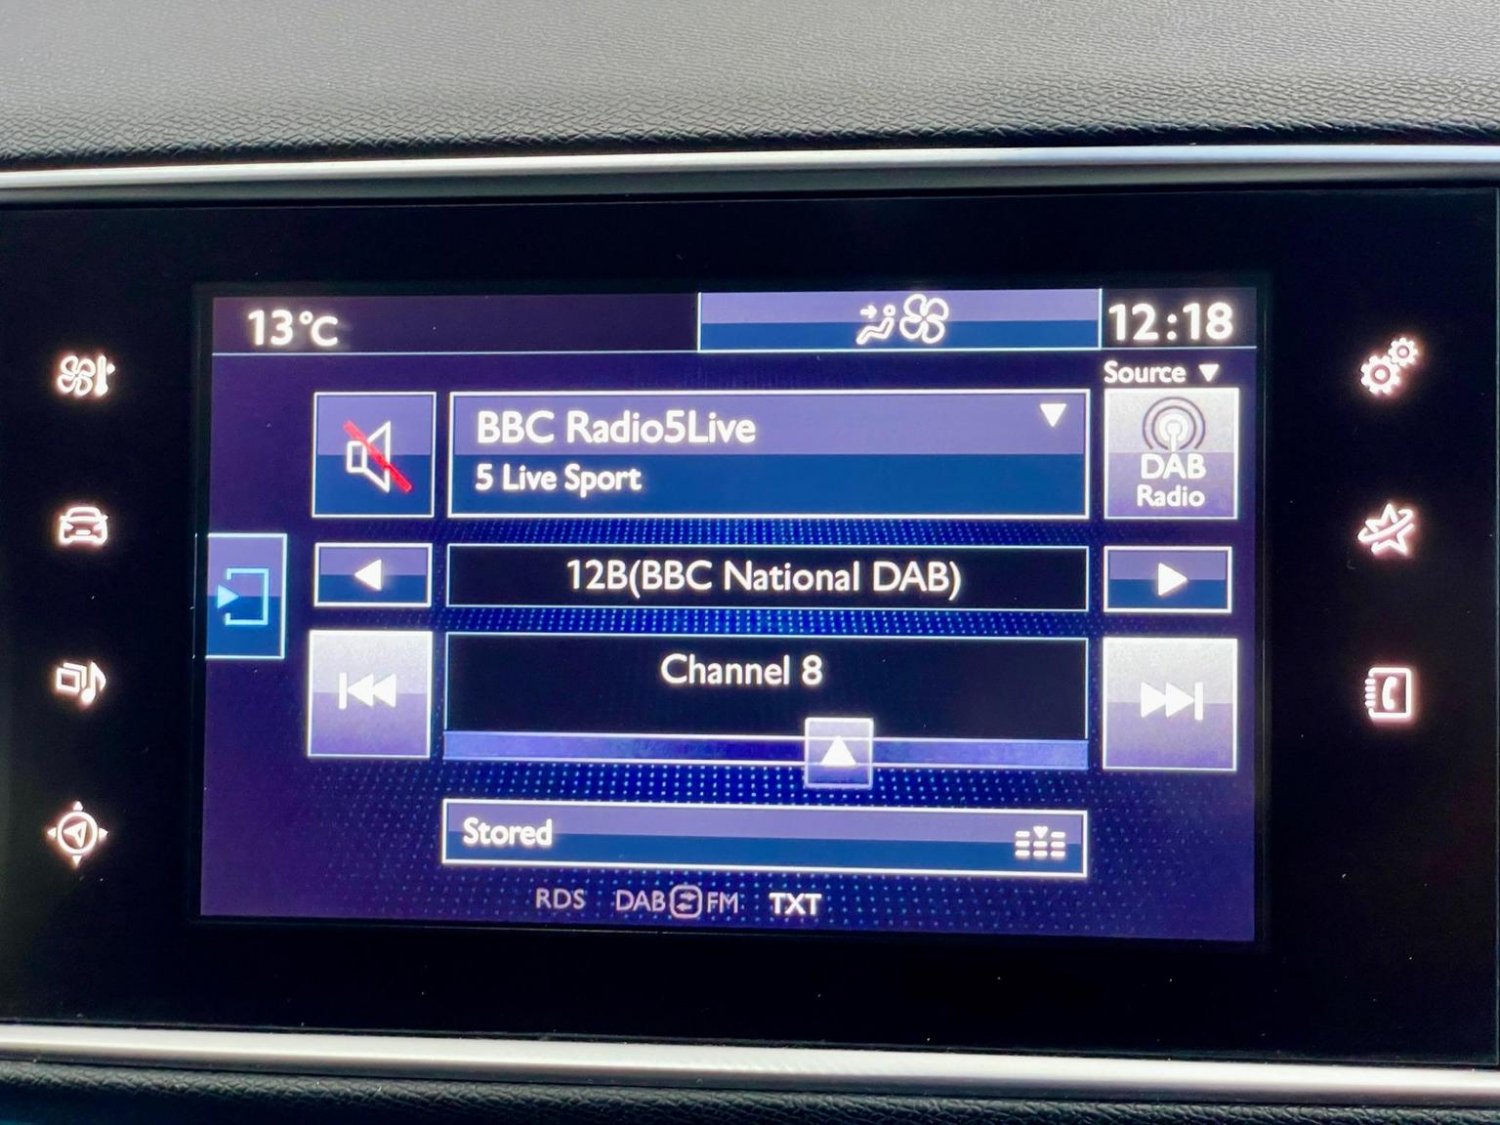 13°C
12:18
Source
BBC Radio5Live
5 Live Sport
DAB
Radio
12B(BBC National DAB)
Channel 8
Stored
RDS DAB FM TXT